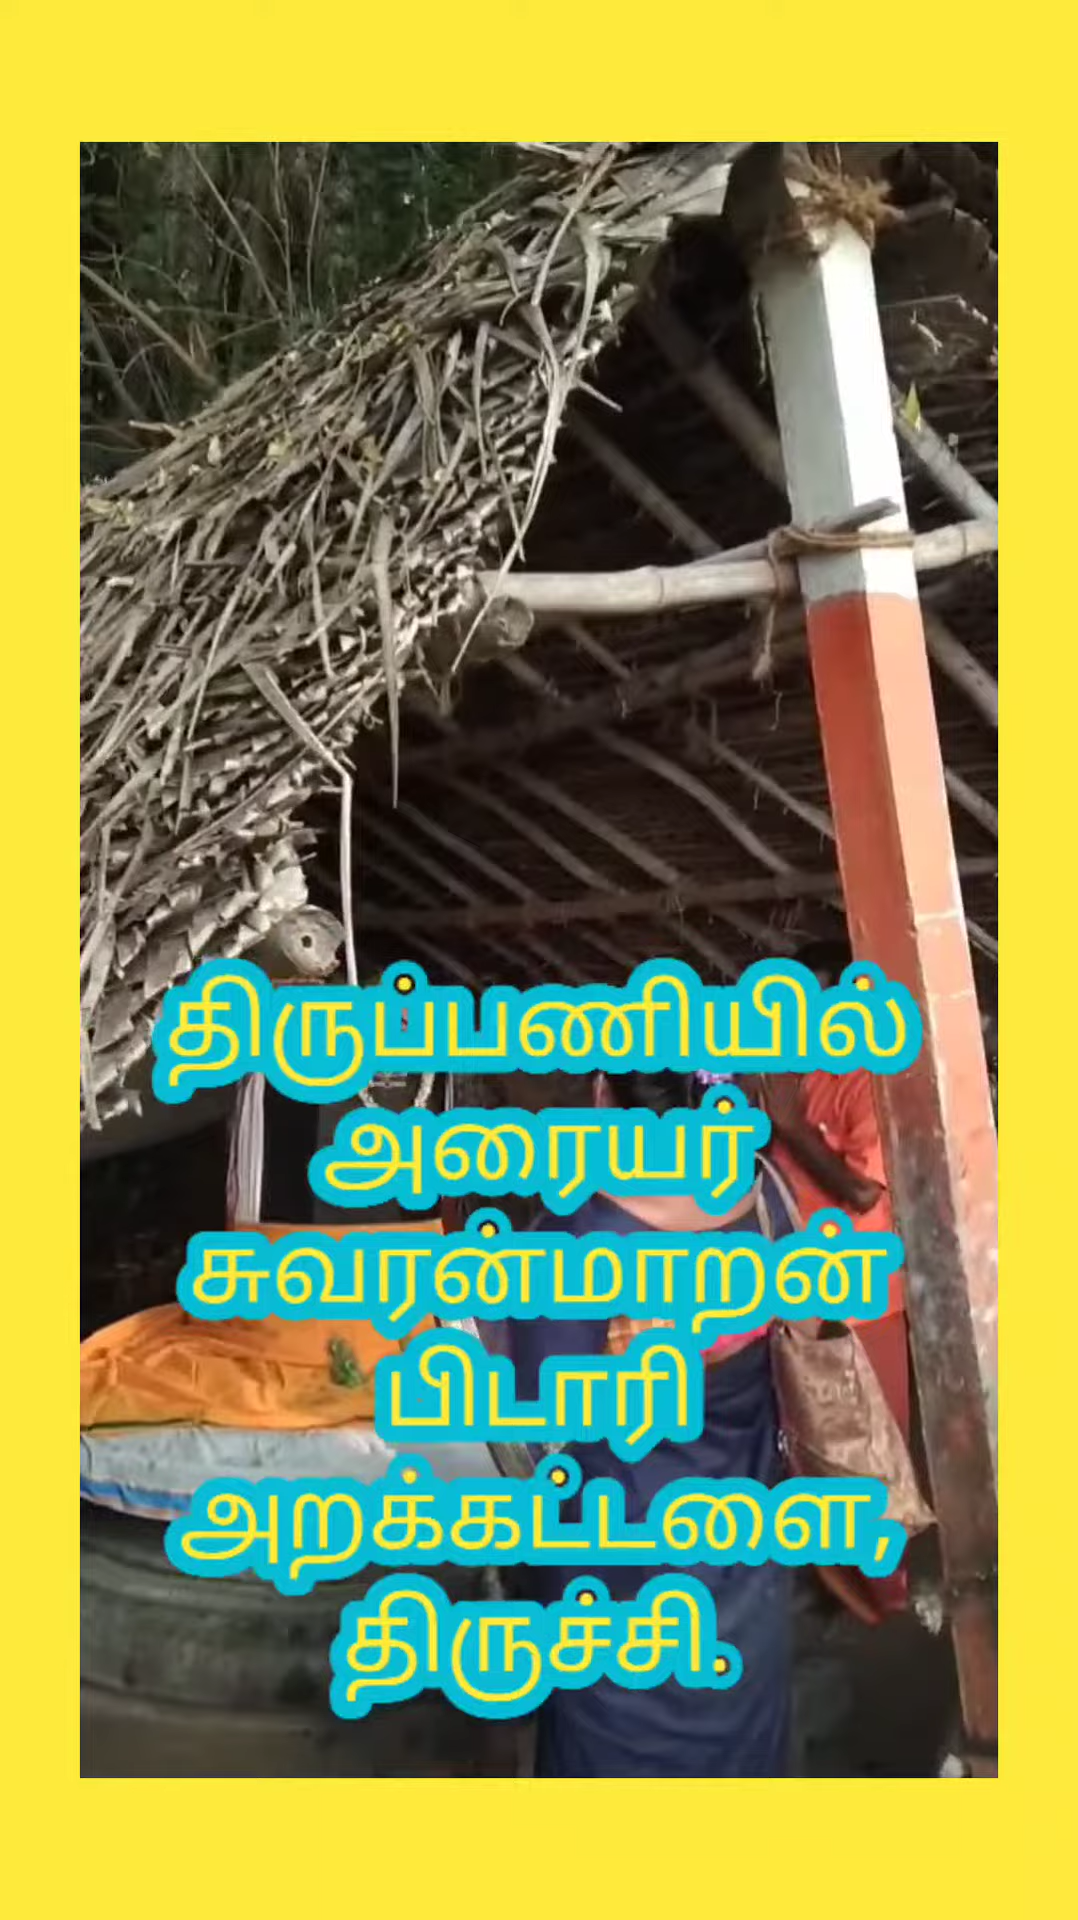 திருப்பணியில்
அரையர்
சுவரன்மாறன்
பிடாரி
அறக்கட்டளை,
திருச்சி.